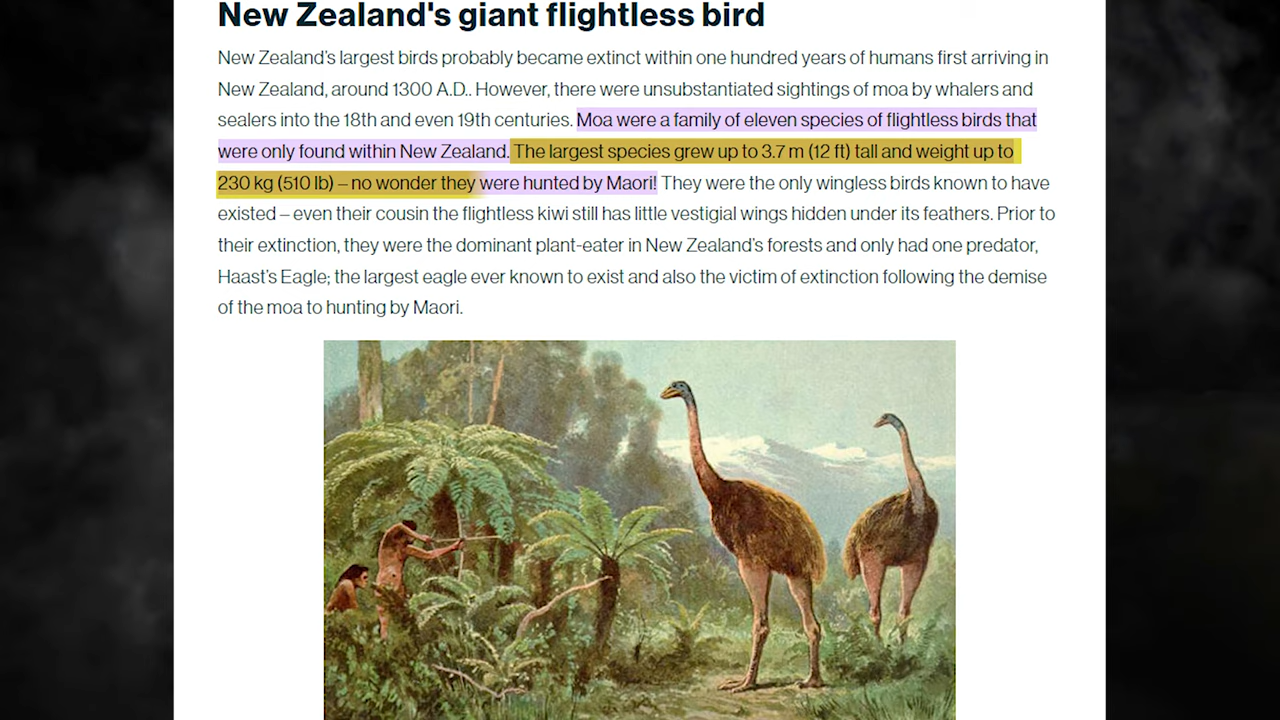 New Zealand's giant flightless bird
New Zealand's largest birds probably became extinct within one hundred years of humans first arriving in
New Zealand, around 1300 A.D.. However, there were unsubstantiated sightings of moa by whalers and
sealers into the 18th and even 19th centuries. Moa were a family of eleven species of flightless birds that
were only found within New Zealand. The largest species grew up to 3.7 m (12 ft) tall and weight up to
230 kg (510 lb) – no wonder they were hunted by Maori! They were the only wingless birds known to have
existed – even their cousin the flightless kiwi still has little vestigial wings hidden under its feathers. Prior to
their extinction, they were the dominant plant-eater in New Zealand's forests and only had one predator,
Haast's Eagle; the largest eagle ever known to exist and also the victim of extinction following the demise
of the moa to hunting by Maori.